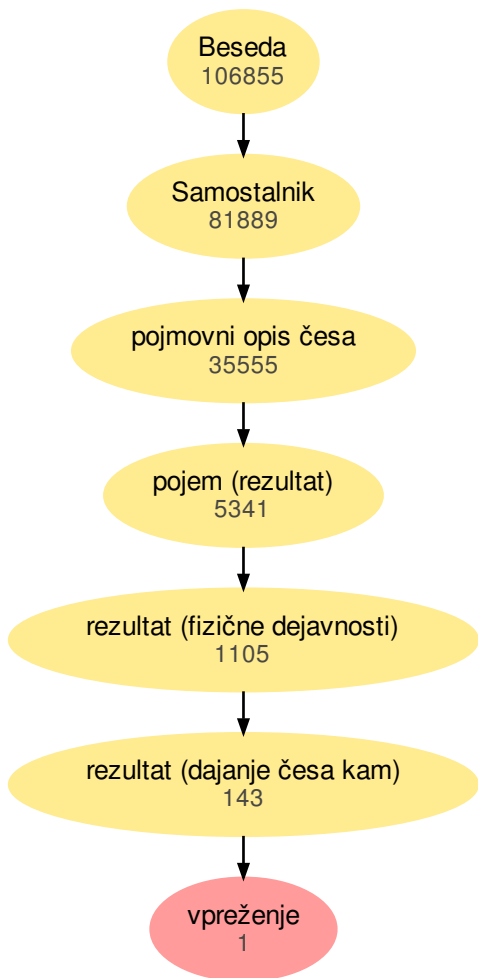 Beseda
106855
Samostalnik
81889
pojmovni opis česa
35555
pojem (rezultat)
5341
rezultat (fizične dejavnosti)
1105
rezultat (dajanje česa kam)
143
vpreženje
1